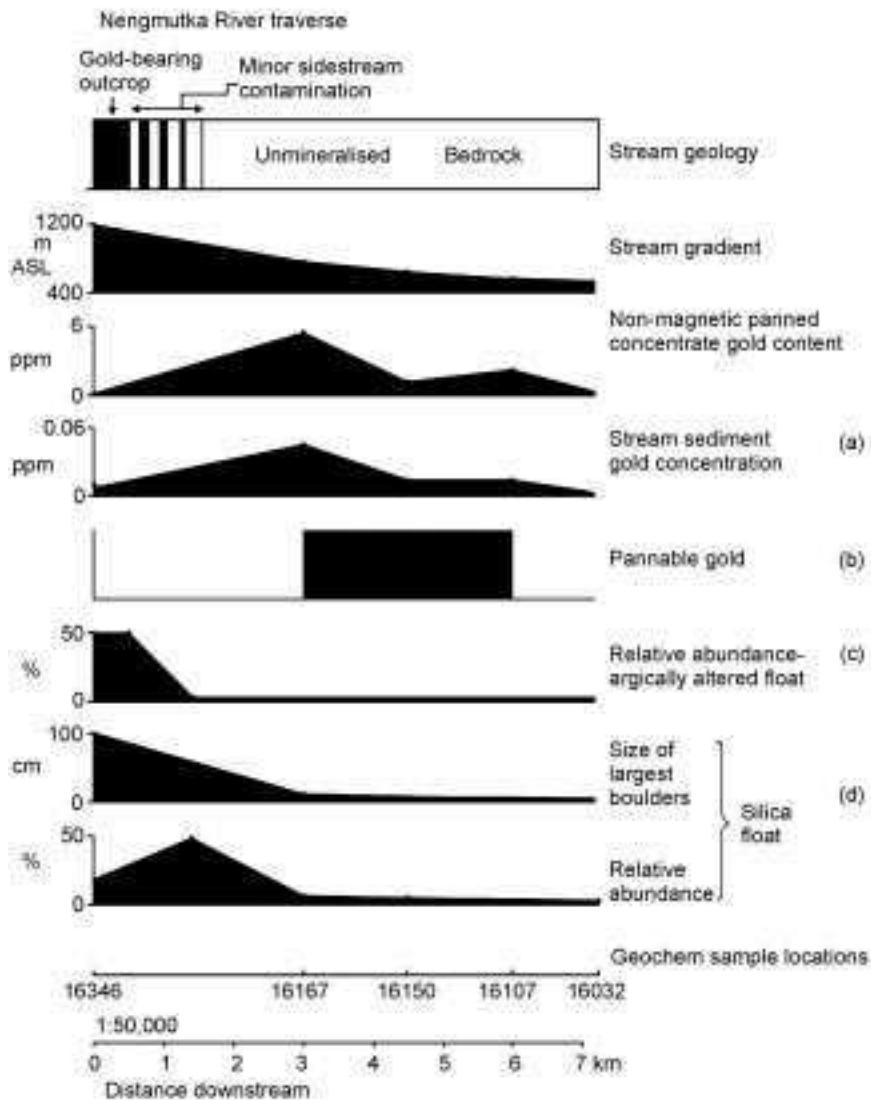 Nengmutka River traverse
Gold-bearing
outcrop
Minor sidestream
contamination
Unmineralised Bedrock
Stream geology
1200
m
ASL
400
Stream gradient
6
ppm
0
Non-magnetic panned
concentrate gold content
0.06
ppm
0
Stream sediment
gold concentration
(a)
Pannable gold
(b)
50
%
0
Relative abundance-
argically altered float
(c)
100
cm
0
Size of
largest
boulders
Silica
float
(d)
50
%
0
Relative
abundance
Geochem sample locations
16346 16167 16150 16107 16032
1:50,000
0 1 2 3 4 5 6 7 km
Distance downstream